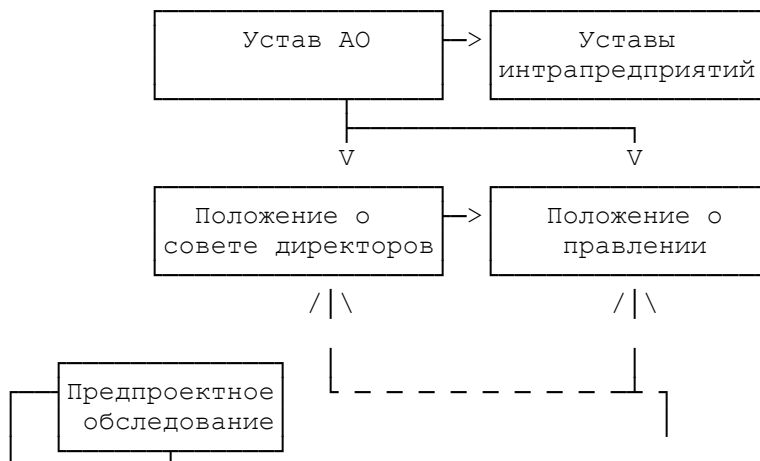 Устав АО
Уставы
интрапредприятий
Положение о
совете директоров
Положение о
правлении
Предпроектное
обследование